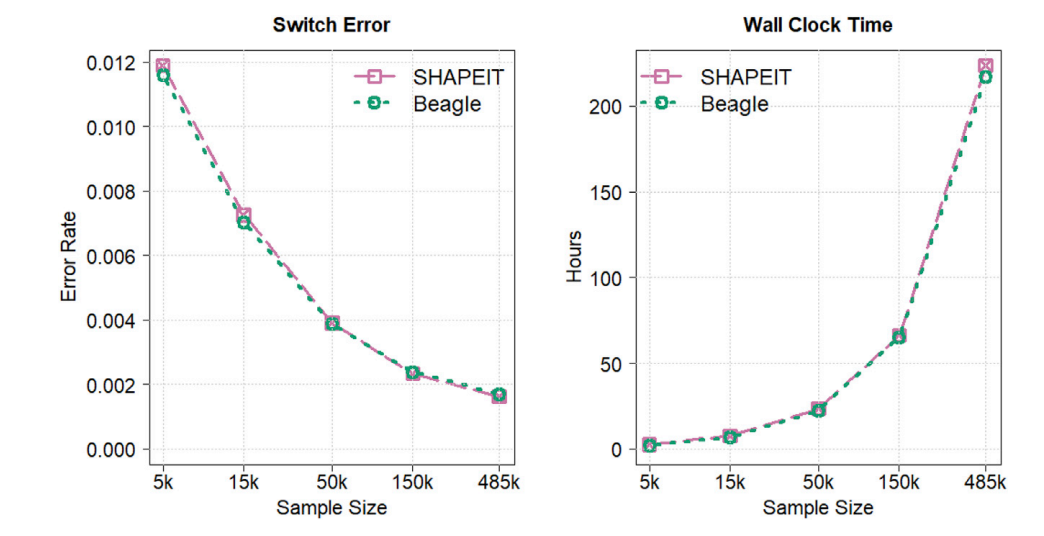 Switch Error
0.012
0.010
0.008
0.006
0.004
0.002
0.000
Error Rate
SHAPEIT
Beagle
5k 15k 50k 150k 485k
Sample Size
Wall Clock Time
200
150
100
50
0
Hours
SHAPEIT
Beagle
5k 15k 50k 150k 485k
Sample Size